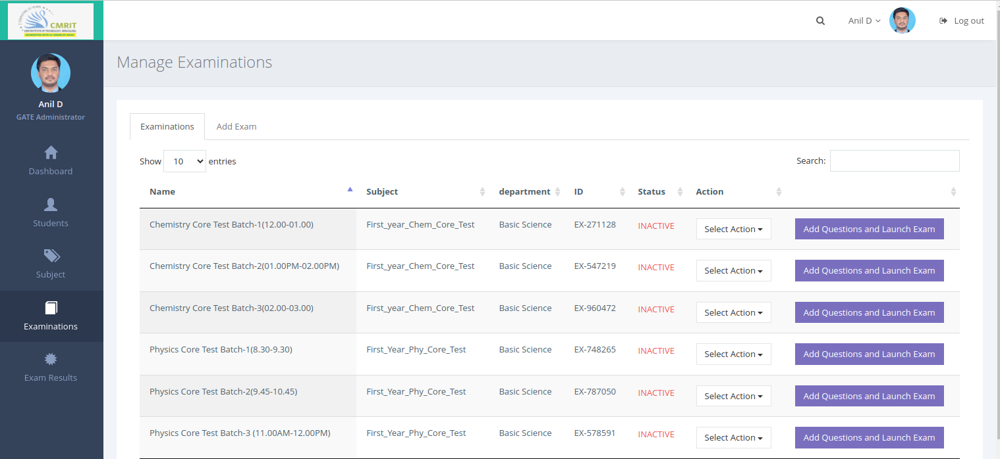 CMRIT
CMR INSTITUTE OF TECHNOLOGY, BENGALURU
Anil D
Log out
Anil D
GATE Administrator
Dashboard
Students
Subject
Examinations
Exam Results
Manage Examinations
Examinations Add Exam
Show 10 entries Search:
Name Subject department ID Status Action
Chemistry Core Test Batch-1(12.00-01.00) First_year_Chem_Core_Test Basic Science EX-271128 INACTIVE Select Action Add Questions and Launch Exam
Chemistry Core Test Batch-2(01.00PM-02.00PM) First_year_Chem_Core_Test Basic Science EX-547219 INACTIVE Select Action Add Questions and Launch Exam
Chemistry Core Test Batch-3(02.00-03.00) First_year_Chem_Core_Test Basic Science EX-960472 INACTIVE Select Action Add Questions and Launch Exam
Physics Core Test Batch-1(8.30-9.30) First_Year_Phy_Core_Test Basic Science EX-748265 INACTIVE Select Action Add Questions and Launch Exam
Physics Core Test Batch-2(9.45-10.45) First_Year_Phy_Core_Test Basic Science EX-787050 INACTIVE Select Action Add Questions and Launch Exam
Physics Core Test Batch-3 (11.00AM-12.00PM) First_Year_Phy_Core_Test Basic Science EX-578591 INACTIVE Select Action Add Questions and Launch Exam